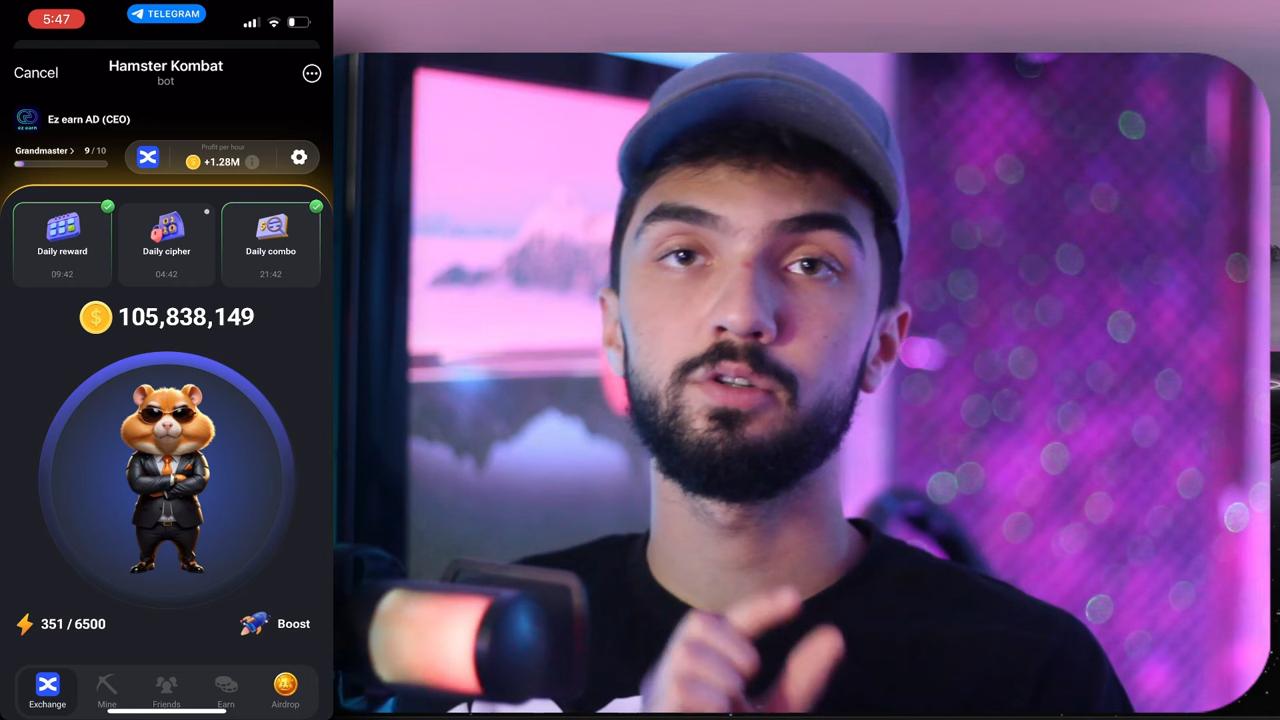 5:47
TELEGRAM
Cancel
Hamster Kombat
bot
ez earn
Ez earn AD (CEO)
Grandmaster > 9 / 10
Profit per hour
+1.28M
Daily reward
09:42
Daily cipher
04:42
Daily combo
21:42
105,838,149
351 / 6500
Boost
Exchange
Mine
Friends
Earn
Airdrop